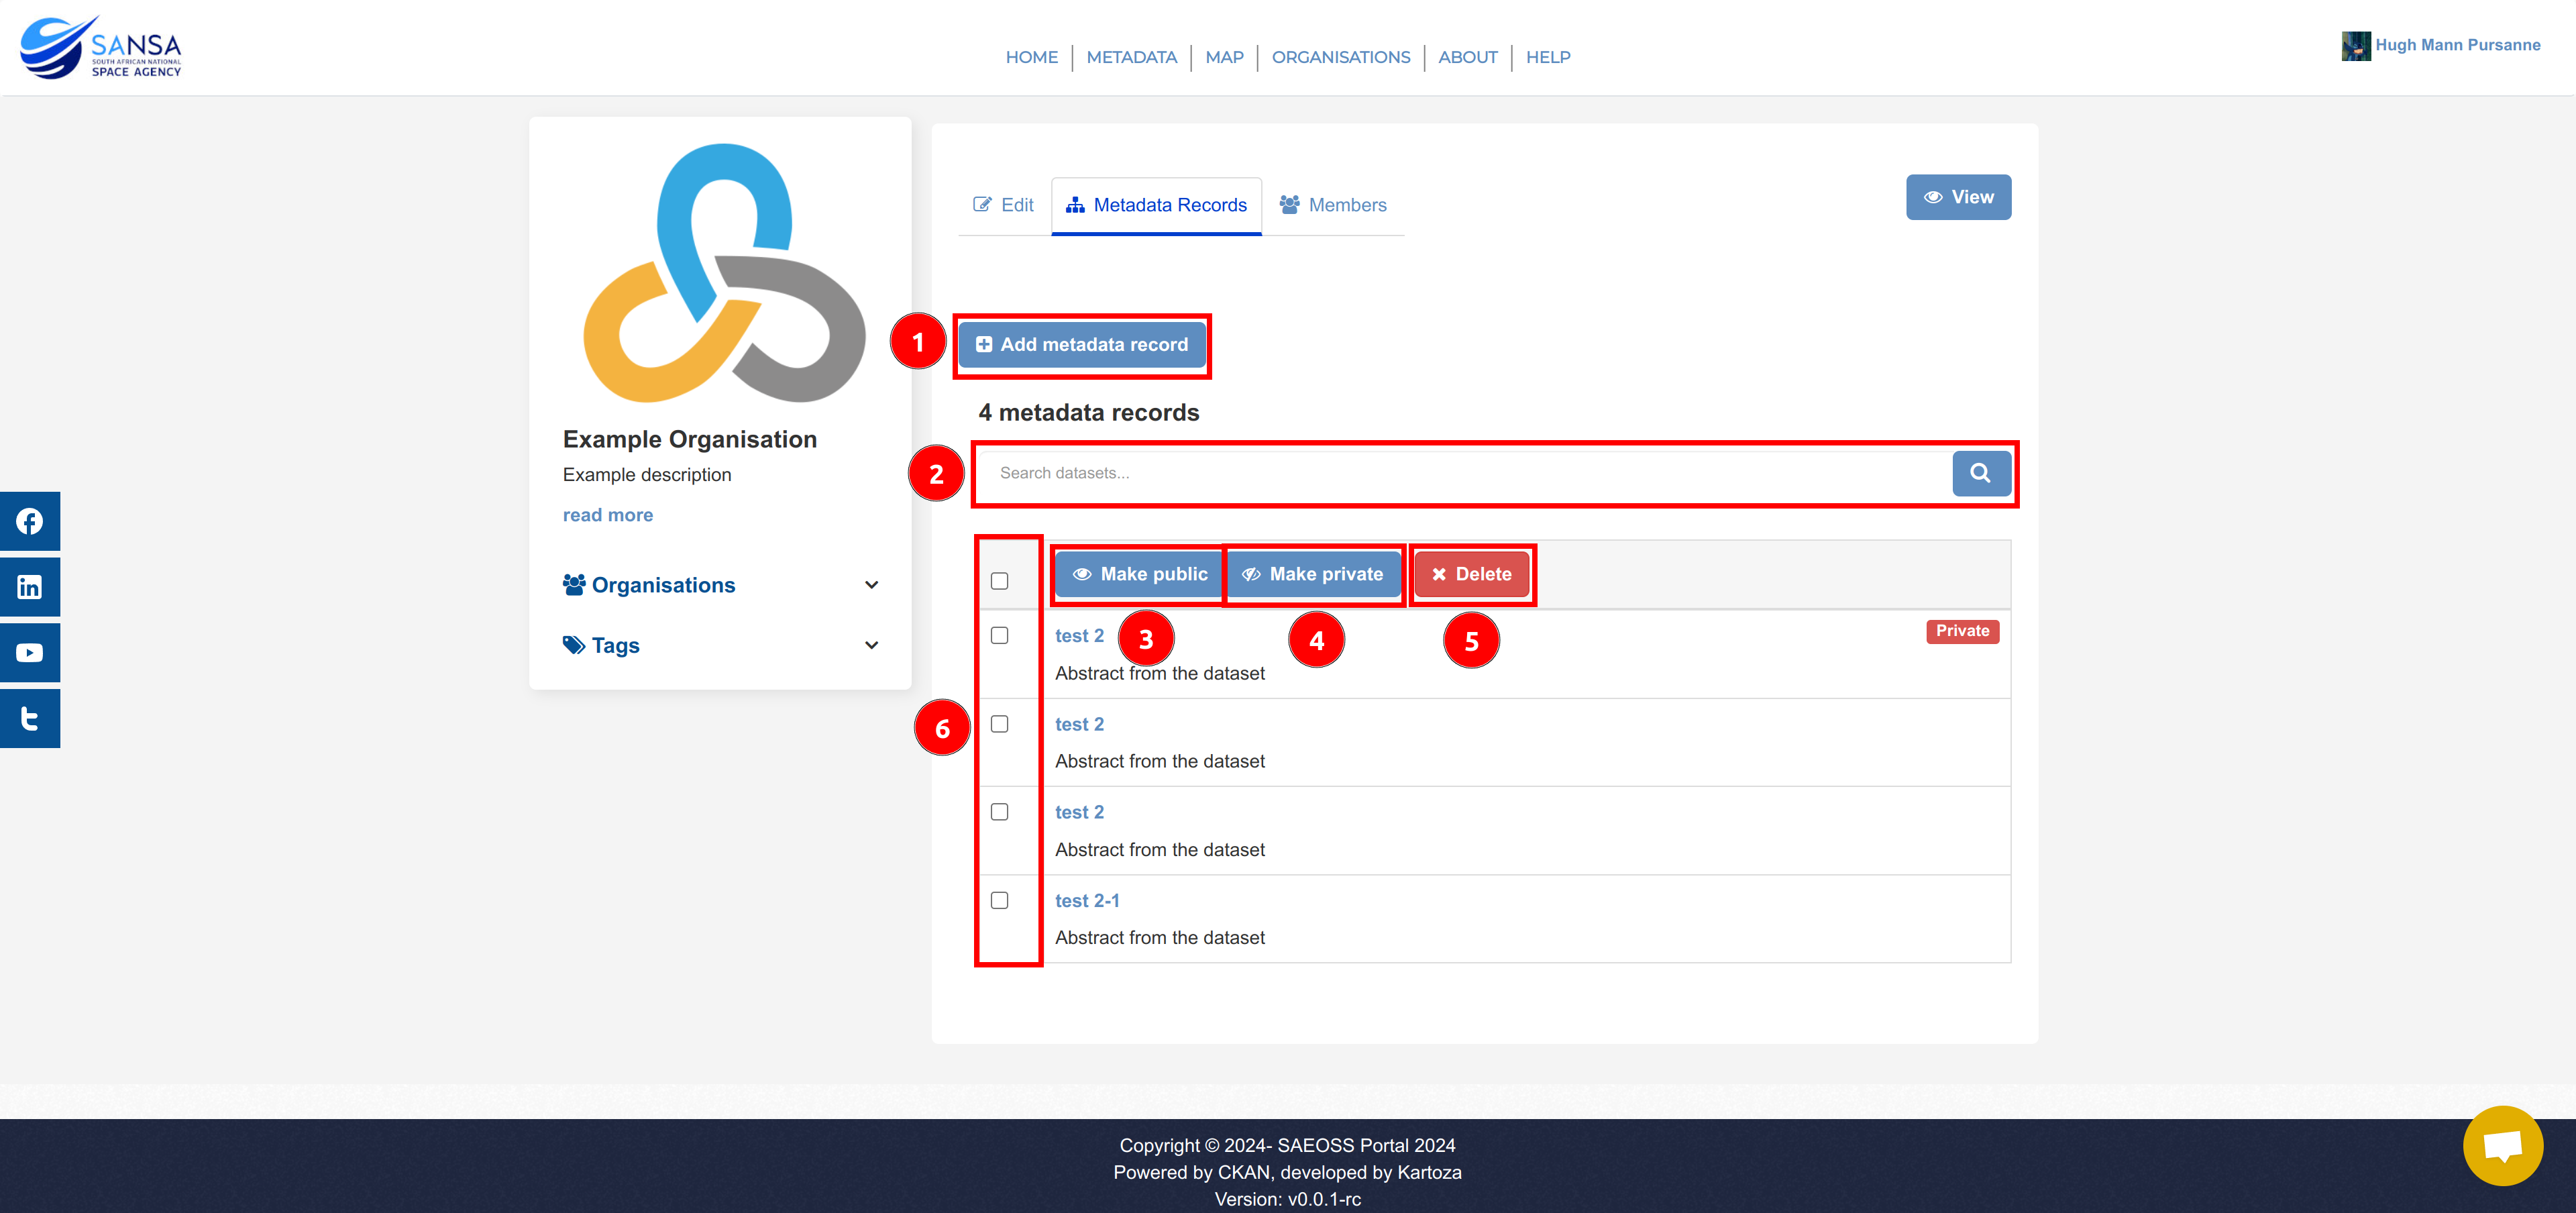 SANSA
SOUTH AFRICAN NATIONAL
SPACE AGENCY
HOME
METADATA
MAP
ORGANISATIONS
ABOUT
HELP
Hugh Mann Pursanne
Example Organisation
Example description
read more
Organisations
Tags
Edit
Metadata Records
Members
View
1
Add metadata record
4 metadata records
2
Search datasets...
Make public
Make private
Delete
test 2
3
4
5
Private
Abstract from the dataset
6
test 2
Abstract from the dataset
test 2
Abstract from the dataset
test 2-1
Abstract from the dataset
Copyright © 2024- SAEOSS Portal 2024
Powered by CKAN, developed by Kartoza
Version: v0.0.1-rc